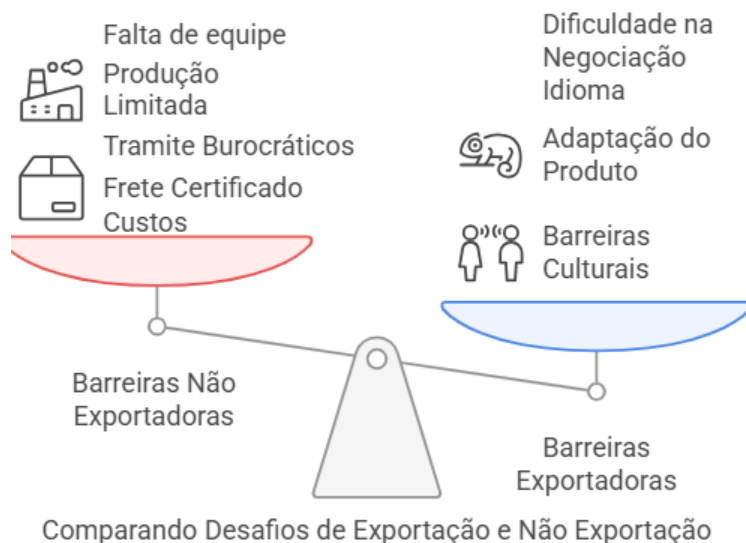 Falta de equipe
Produção
Limitada
Tramite Burocráticos
Frete Certificado
Custos
Barreiras Não
Exportadoras
Dificuldade na
Negociação
Idioma
Adaptação do
Produto
Barreiras
Culturais
Barreiras
Exportadoras
Comparando Desafios de Exportação e Não Exportação